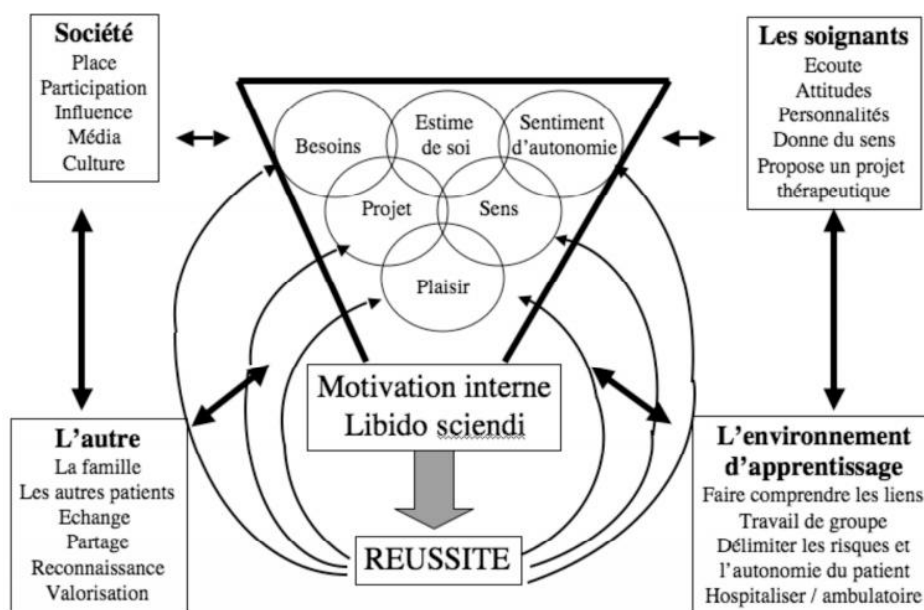 Société
Place
Participation
Influence
Média
Culture
Les soignants
Ecoute
Attitudes
Personnalités
Donne du sens
Propose un projet
thérapeutique
Besoins
Estime
de soi
Sentiment
d'autonomie
Projet
Sens
Plaisir
Motivation interne
Libido sciendi
REUSSITE
L'autre
La famille
Les autres patients
Echange
Partage
Reconnaissance
Valorisation
L'environnement
d'apprentissage
Faire comprendre les liens
Travail de groupe
Délimiter les risques et
l'autonomie du patient
Hospitaliser / ambulatoire